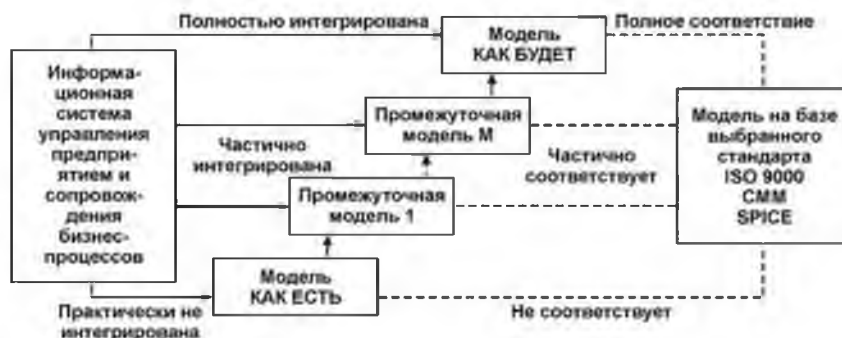 Полностью интегрирована
Полное соответствие
Модель
КАК БУДЕТ
Информа-
ционная
система
управления
предпри-
ятием и
сопровож-
дения
бизнес-
процессов
Промежуточная
модель М
Частично
интегрирована
Частично
соответствует
Модель на базе
выбранного
стандарта
ISO 9000
СММ
SPICE
Промежуточная
модель 1
Модель
КАК ЕСТЬ
Практически не
интегрирована
Не соответствует